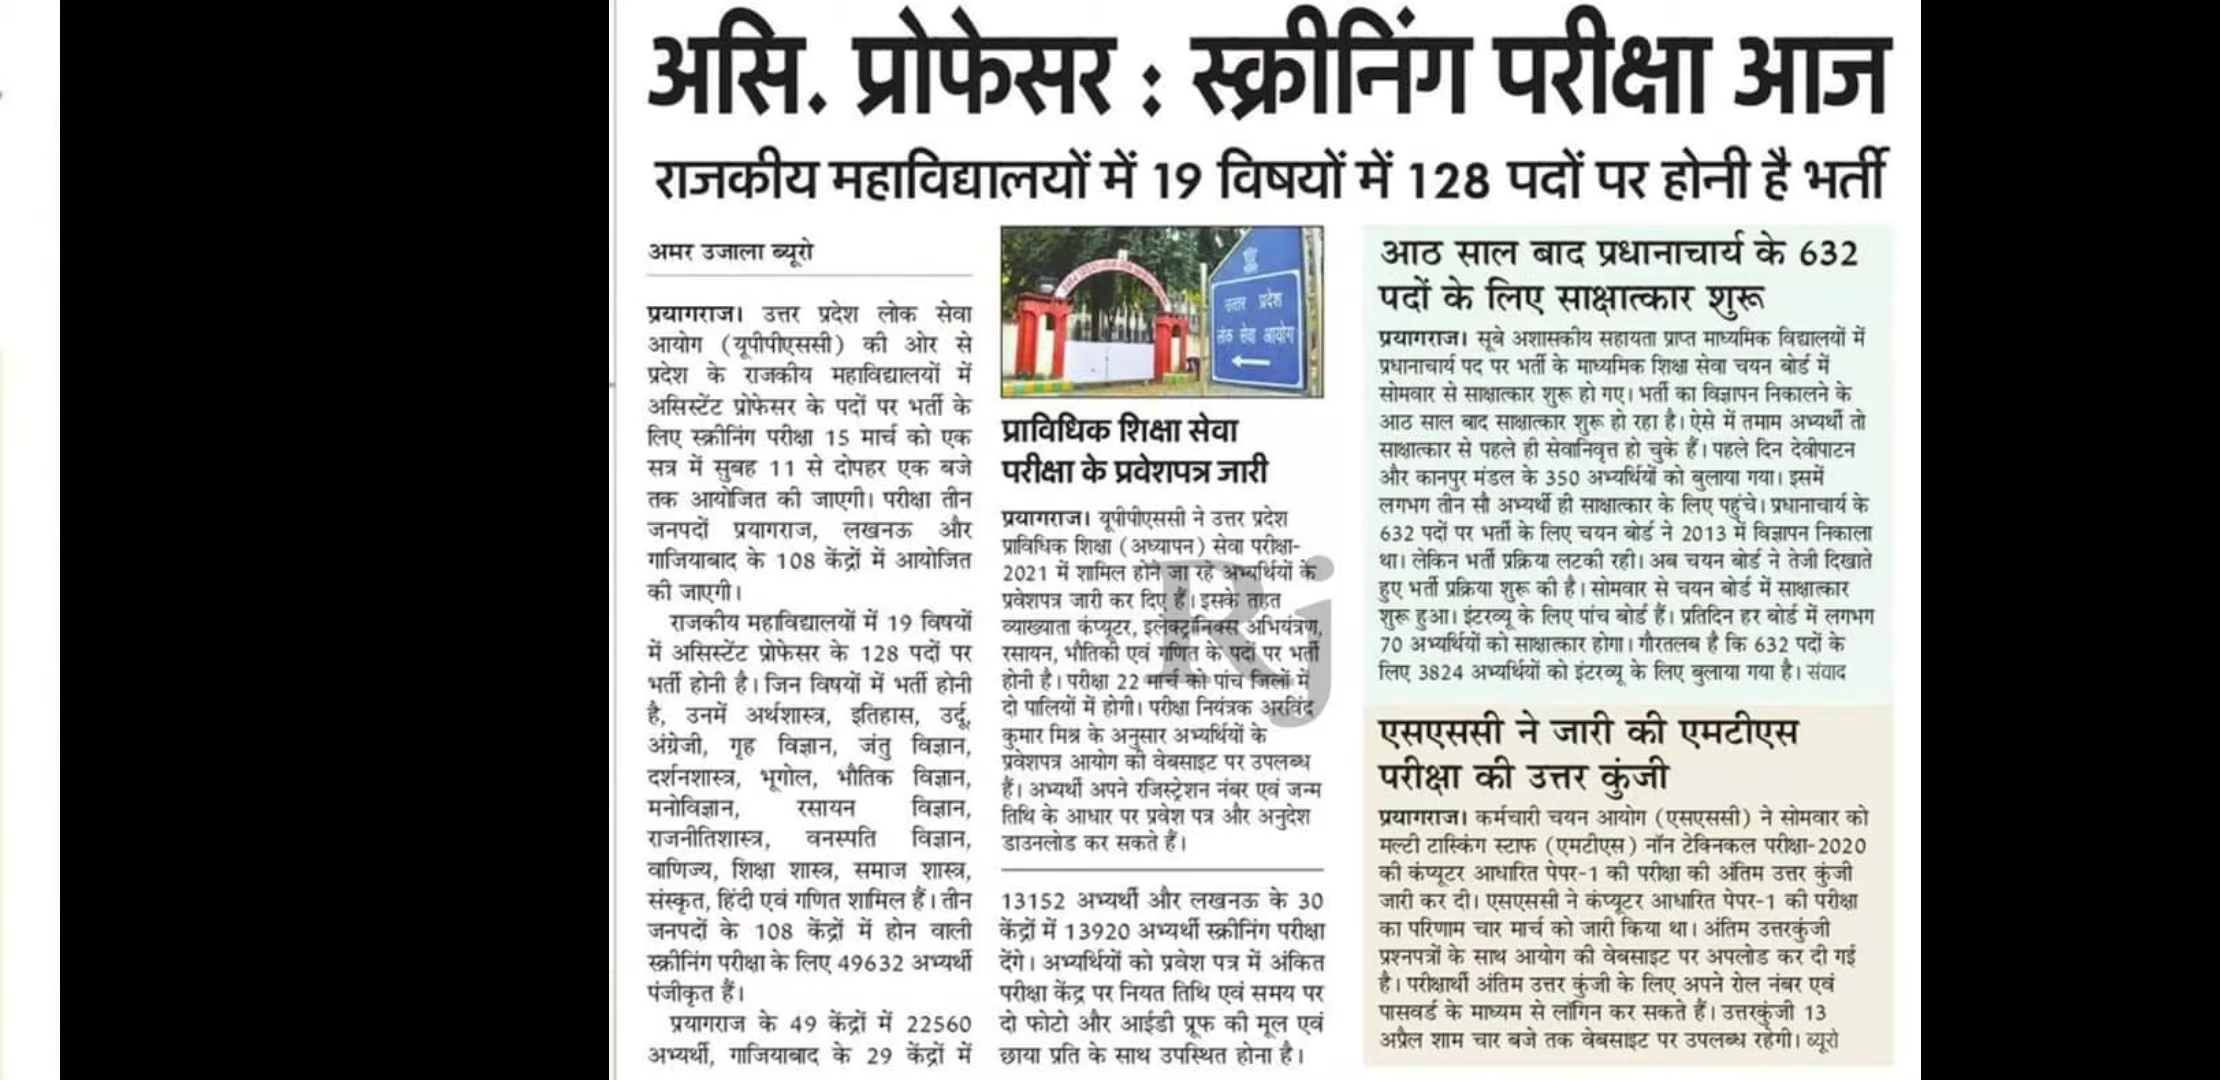 असि. प्रोफेसर : स्क्रीनिंग परीक्षा आज
राजकीय महाविद्यालयों में 19 विषयों में 128 पदों पर होनी है भर्ती
अमर उजाला ब्यूरो
प्रयागराज। उत्तर प्रदेश लोक सेवा
आयोग (यूपीपीएससी) की ओर से
प्रदेश के राजकीय महाविद्यालयों में
असिस्टेंट प्रोफेसर के पदों पर भर्ती के
लिए स्क्रीनिंग परीक्षा 15 मार्च को एक
सत्र में सुबह 11 से दोपहर एक बजे
तक आयोजित की जाएगी। परीक्षा तीन
जनपदों प्रयागराज, लखनऊ और
गाजियाबाद के 108 केंद्रों में आयोजित
की जाएगी।
राजकीय महाविद्यालयों में 19 विषयों
में असिस्टेंट प्रोफेसर के 128 पदों पर
भर्ती होनी है। जिन विषयों में भर्ती होनी
है, उनमें अर्थशास्त्र, इतिहास, उर्दू,
अंग्रेजी, गृह विज्ञान, जंतु विज्ञान,
दर्शनशास्त्र, भूगोल, भौतिक विज्ञान,
मनोविज्ञान, रसायन विज्ञान,
राजनीतिशास्त्र, वनस्पति विज्ञान,
वाणिज्य, शिक्षा शास्त्र, समाज शास्त्र,
संस्कृत, हिंदी एवं गणित शामिल हैं। तीन
जनपदों के 108 केंद्रों में होन वाली
स्क्रीनिंग परीक्षा के लिए 49632 अभ्यर्थी
पंजीकृत हैं।
प्रयागराज के 49 केंद्रों में 22560
अभ्यर्थी, गाजियाबाद के 29 केंद्रों में
उत्तर प्रदेश
लोक सेवा आयोग
प्राविधिक शिक्षा सेवा
परीक्षा के प्रवेशपत्र जारी
प्रयागराज। यूपीपीएससी ने उत्तर प्रदेश
प्राविधिक शिक्षा (अध्यापन) सेवा परीक्षा-
2021 में शामिल होने जा रहे अभ्यर्थियों के
प्रवेशपत्र जारी कर दिए हैं। इसके तहत
व्याख्याता कंप्यूटर, इलेक्ट्रानिक्स अभियंत्रण,
रसायन, भौतिकी एवं गणित के पदों पर भर्ती
होनी है। परीक्षा 22 मार्च को पांच जिलों में
दो पालियों में होगी। परीक्षा नियंत्रक अरविंद
कुमार मिश्र के अनुसार अभ्यर्थियों के
प्रवेशपत्र आयोग की वेबसाइट पर उपलब्ध
हैं। अभ्यर्थी अपने रजिस्ट्रेशन नंबर एवं जन्म
तिथि के आधार पर प्रवेश पत्र और अनुदेश
डाउनलोड कर सकते हैं।
Rj
13152 अभ्यर्थी और लखनऊ के 30
केंद्रों में 13920 अभ्यर्थी स्क्रीनिंग परीक्षा
देंगे। अभ्यर्थियों को प्रवेश पत्र में अंकित
परीक्षा केंद्र पर नियत तिथि एवं समय पर
दो फोटो और आईडी प्रूफ की मूल एवं
छाया प्रति के साथ उपस्थित होना है।
आठ साल बाद प्रधानाचार्य के 632
पदों के लिए साक्षात्कार शुरू
प्रयागराज। सूबे अशासकीय सहायता प्राप्त माध्यमिक विद्यालयों में
प्रधानाचार्य पद पर भर्ती के माध्यमिक शिक्षा सेवा चयन बोर्ड में
सोमवार से साक्षात्कार शुरू हो गए। भर्ती का विज्ञापन निकालने के
आठ साल बाद साक्षात्कार शुरू हो रहा है। ऐसे में तमाम अभ्यर्थी तो
साक्षात्कार से पहले ही सेवानिवृत्त हो चुके हैं। पहले दिन देवीपाटन
और कानपुर मंडल के 350 अभ्यर्थियों को बुलाया गया। इसमें
लगभग तीन सौ अभ्यर्थी ही साक्षात्कार के लिए पहुंचे। प्रधानाचार्य के
632 पदों पर भर्ती के लिए चयन बोर्ड ने 2013 में विज्ञापन निकाला
था। लेकिन भर्ती प्रक्रिया लटकी रही। अब चयन बोर्ड ने तेजी दिखाते
हुए भर्ती प्रक्रिया शुरू की है। सोमवार से चयन बोर्ड में साक्षात्कार
शुरू हुआ। इंटरव्यू के लिए पांच बोर्ड हैं। प्रतिदिन हर बोर्ड में लगभग
70 अभ्यर्थियों को साक्षात्कार होगा। गौरतलब है कि 632 पदों के
लिए 3824 अभ्यर्थियों को इंटरव्यू के लिए बुलाया गया है। संवाद
एसएससी ने जारी की एमटीएस
परीक्षा की उत्तर कुंजी
प्रयागराज। कर्मचारी चयन आयोग (एसएससी) ने सोमवार को
मल्टी टास्किंग स्टाफ (एमटीएस) नॉन टेक्निकल परीक्षा-2020
की कंप्यूटर आधारित पेपर-1 की परीक्षा की अंतिम उत्तर कुंजी
जारी कर दी। एसएससी ने कंप्यूटर आधारित पेपर-1 की परीक्षा
का परिणाम चार मार्च को जारी किया था। अंतिम उत्तरकुंजी
प्रश्नपत्रों के साथ आयोग की वेबसाइट पर अपलोड कर दी गई
है। परीक्षार्थी अंतिम उत्तर कुंजी के लिए अपने रोल नंबर एवं
पासवर्ड के माध्यम से लॉगिन कर सकते हैं। उत्तरकुंजी 13
अप्रैल शाम चार बजे तक वेबसाइट पर उपलब्ध रहेगी। ब्यूरो